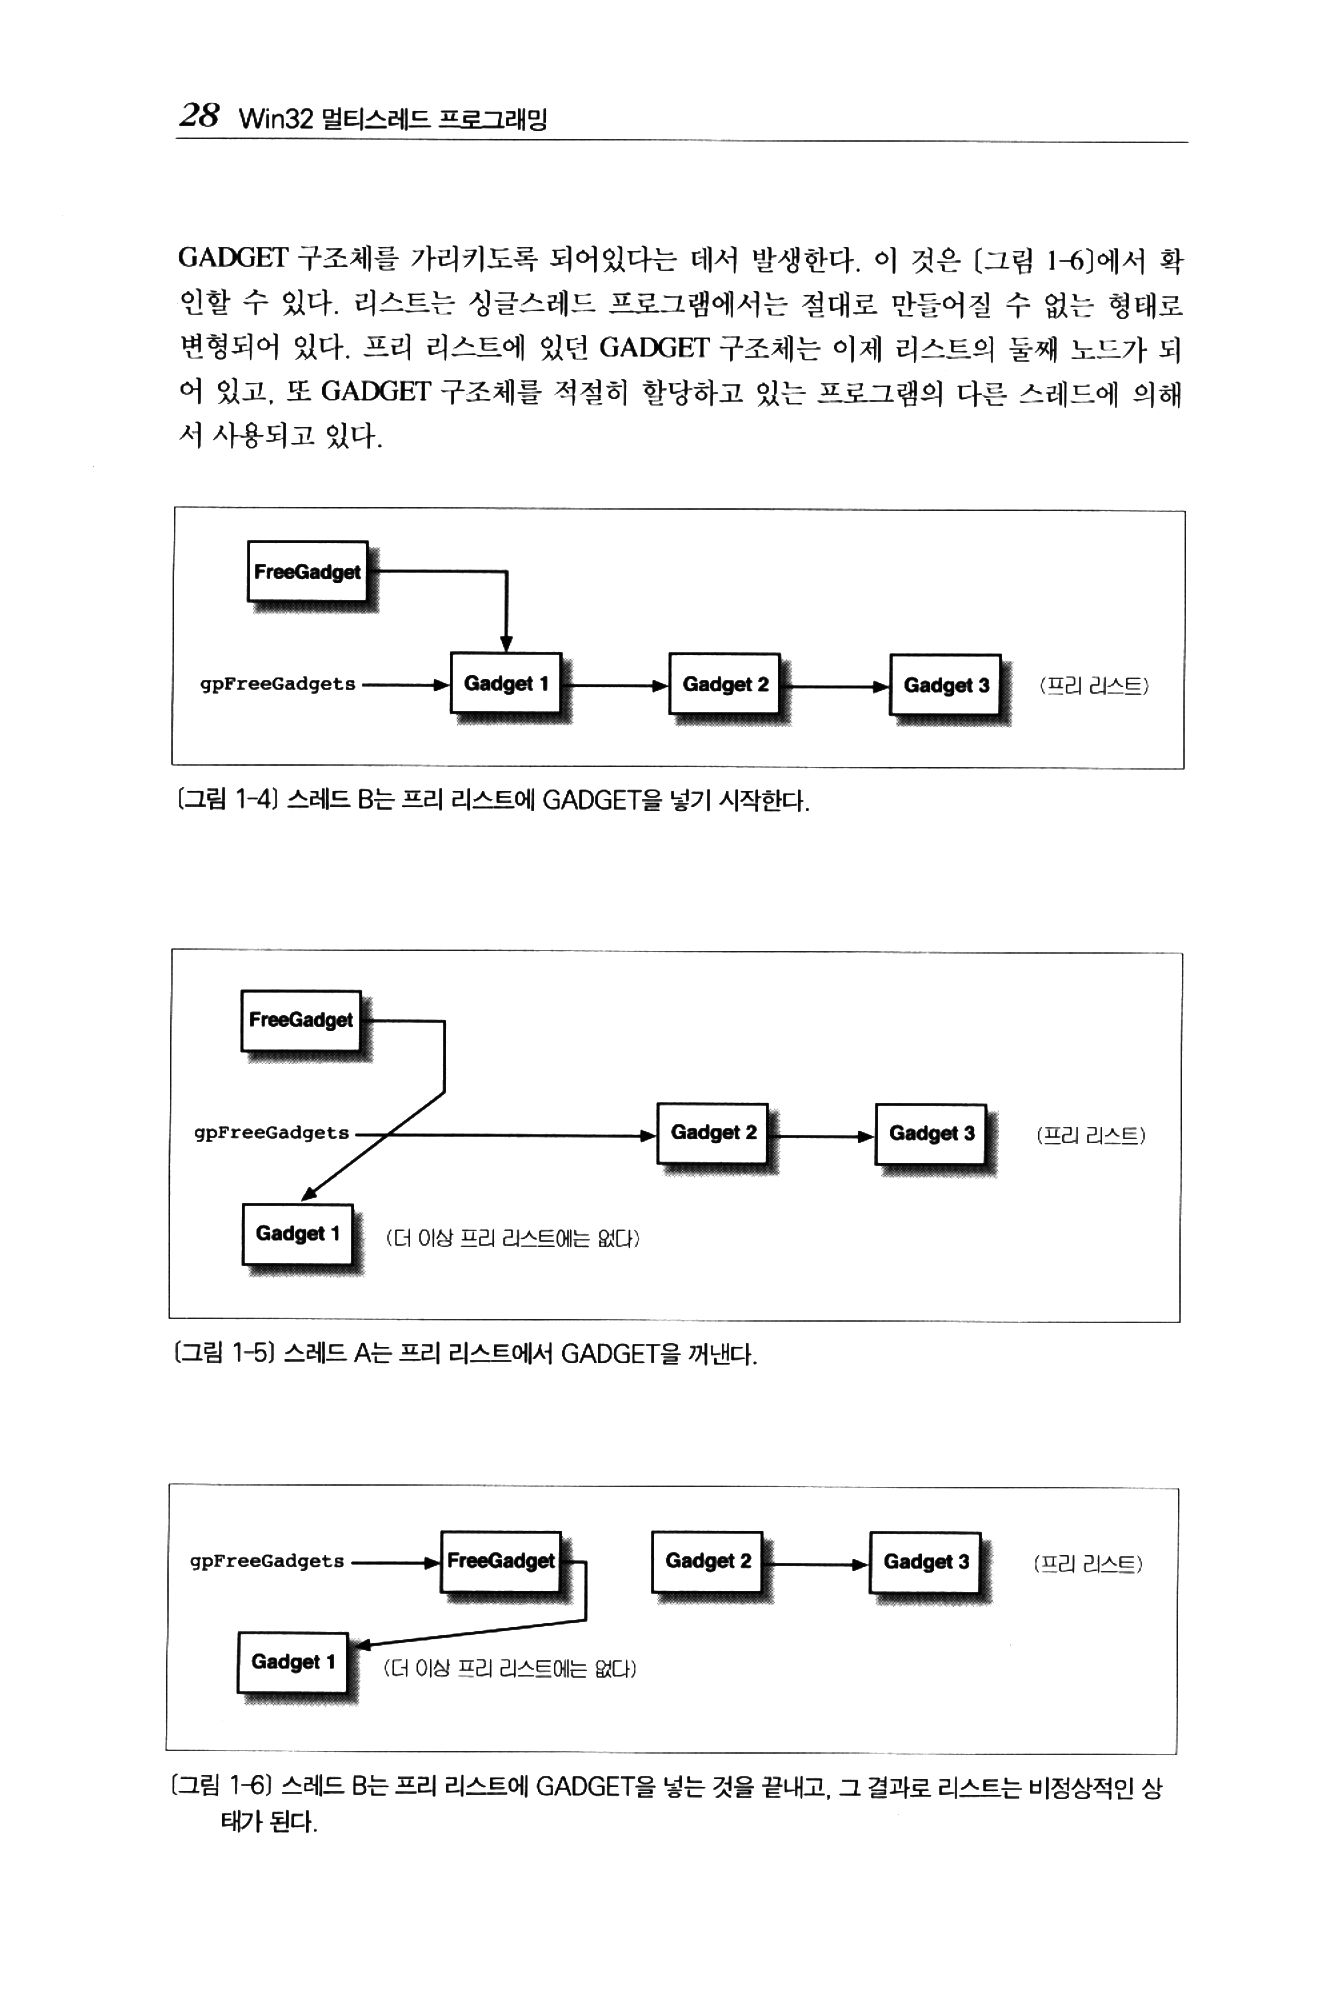 28 Win32 멀티스레드 프로그래밍
GADGET 구조체를 가리키도록 되어있다는 데서 발생한다. 이 것은 〔그림 1-6〕에서 확
인할 수 있다. 리스트는 싱글스레드 프로그램에서는 절대로 만들어질 수 없는 형태로
변형되어 있다. 프리 리스트에 있던 GADGET 구조체는 이제 리스트의 둘째 노드가 되
어 있고, 또 GADGET 구조체를 적절히 할당하고 있는 프로그램의 다른 스레드에 의해
서 사용되고 있다.
FreeGadget
gpFreeGadgets Gadget 1 Gadget 2 Gadget 3 (프리 리스트)
〔그림 1-4〕 스레드 B는 프리 리스트에 GADGET을 넣기 시작한다.
FreeGadget
gpFreeGadgets Gadget 2 Gadget 3 (프리 리스트)
Gadget 1 (더 이상 프리 리스트에는 없다)
〔그림 1-5〕 스레드 A는 프리 리스트에서 GADGET을 꺼낸다.
gpFreeGadgets FreeGadget Gadget 2 Gadget 3 (프리 리스트)
Gadget 1 (더 이상 프리 리스트에는 없다)
〔그림 1-6〕 스레드 B는 프리 리스트에 GADGET을 넣는 것을 끝내고, 그 결과로 리스트는 비정상적인 상
태가 된다.